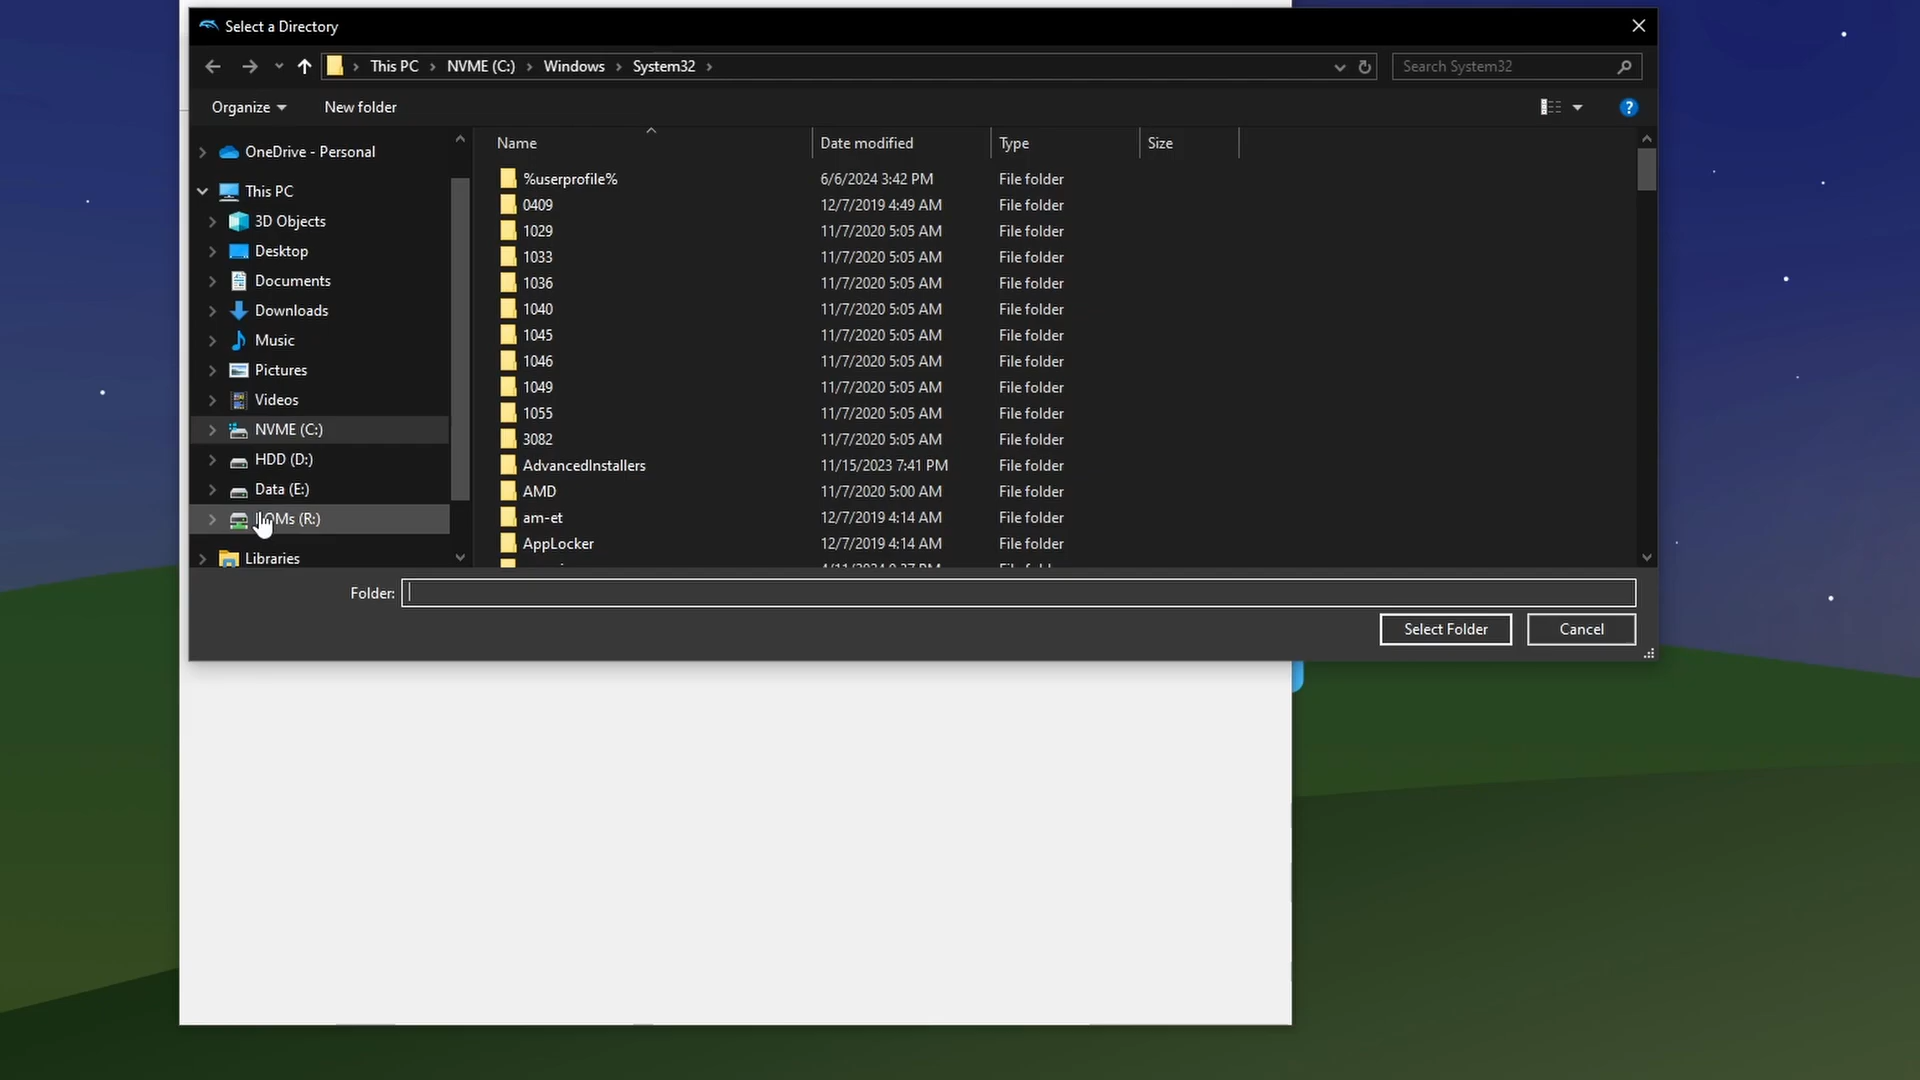 Select a Directory
This PC > NVME (C:) > Windows > System32 >
Search System32
Organize
New folder
?
OneDrive - Personal
This PC
3D Objects
Desktop
Documents
Downloads
Music
Pictures
Videos
NVME (C:)
HDD (D:)
Data (E:)
(R:)
Libraries
Name Date modified Type Size
%userprofile% 6/6/2024 3:42 PM File folder
0409 12/7/2019 4:49 AM File folder
1029 11/7/2020 5:05 AM File folder
1033 11/7/2020 5:05 AM File folder
1036 11/7/2020 5:05 AM File folder
1040 11/7/2020 5:05 AM File folder
1045 11/7/2020 5:05 AM File folder
1046 11/7/2020 5:05 AM File folder
1049 11/7/2020 5:05 AM File folder
1055 11/7/2020 5:05 AM File folder
3082 11/7/2020 5:05 AM File folder
AdvancedInstallers 11/15/2023 7:41 PM File folder
AMD 11/7/2020 5:00 AM File folder
am-et 12/7/2019 4:14 AM File folder
AppLocker 12/7/2019 4:14 AM File folder
Folder:
Select Folder
Cancel